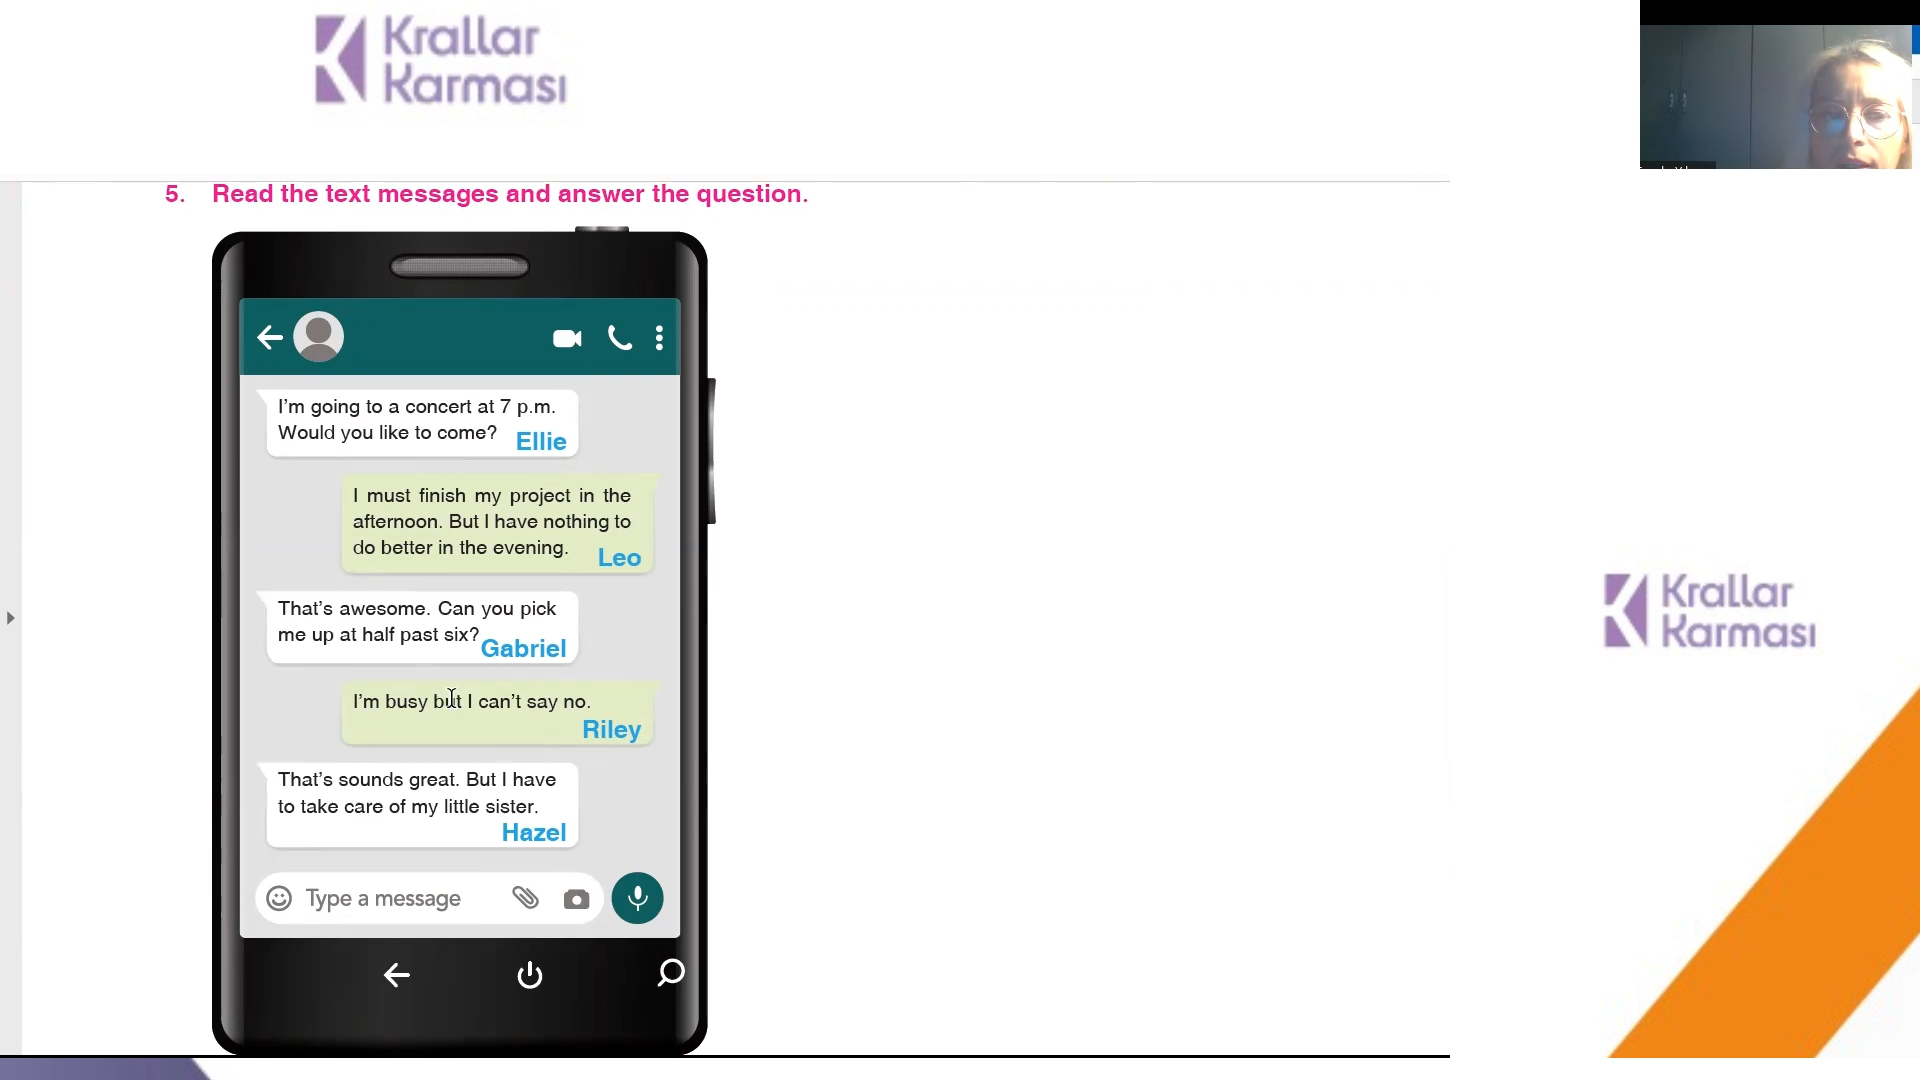 Krallar
Karması
5. Read the text messages and answer the question.
I'm going to a concert at 7 p.m.
Would you like to come?
Ellie
I must finish my project in the
afternoon. But I have nothing to
do better in the evening.
Leo
That's awesome. Can you pick
me up at half past six?
Gabriel
I'm busy but I can't say no.
Riley
That's sounds great. But I have
to take care of my little sister.
Hazel
Type a message
Krallar
Karması